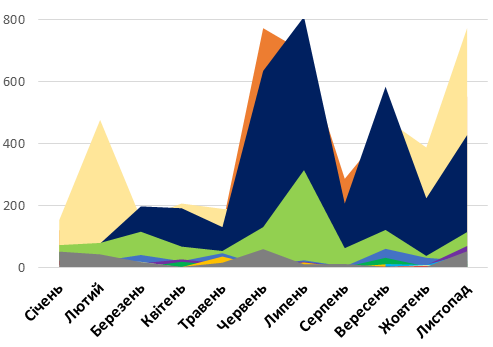 800
600
400
200
0
Січень
Лютий
Березень
Квітень
Травень
Червень
Липень
Серпень
Вересень
Жовтень
Листопад